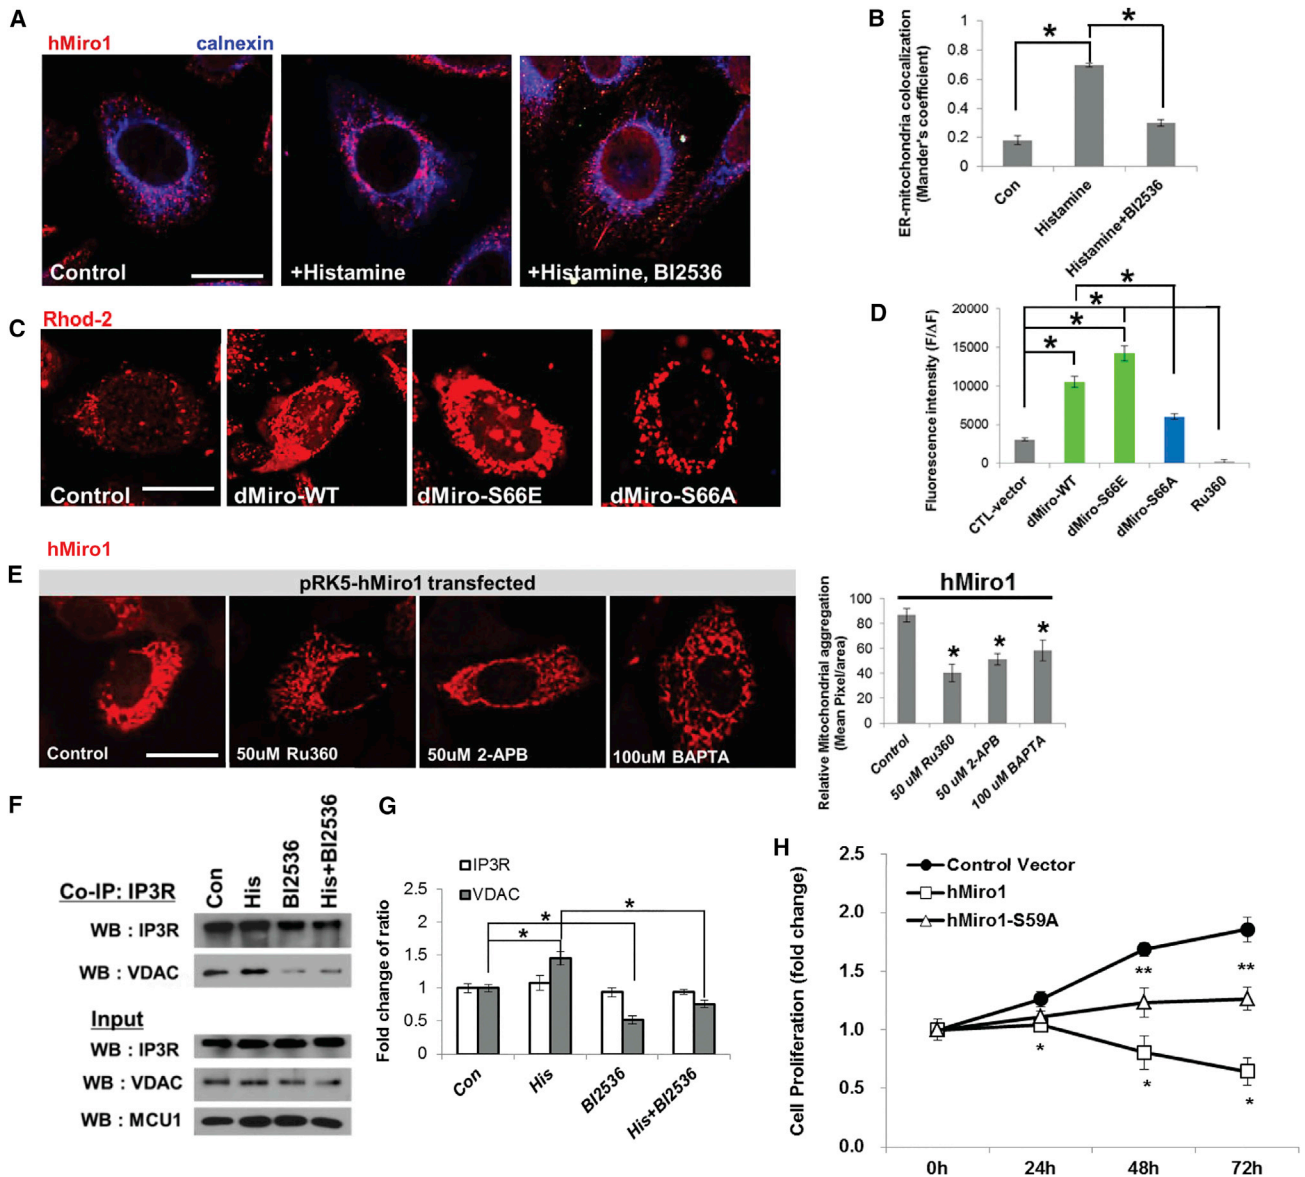 A
hMiro1
calnexin
Control
+Histamine
+Histamine, BI2536
B
ER-mitochondria colocalization
(Mander's coefficient)
1
0.8
0.6
0.4
0.2
0
*
*
Con
Histamine
Histamine+BI2536
C
Rhod-2
Control
dMiro-WT
dMiro-S66E
dMiro-S66A
D
Fluorescence intensity (F/ΔF)
20000
15000
10000
5000
0
*
*
*
*
CTL-vector
dMiro-WT
dMiro-S66E
dMiro-S66A
Ru360
hMiro1
E
pRK5-hMiro1 transfected
Control
50uM Ru360
50uM 2-APB
100uM BAPTA
hMiro1
Relative Mitochondrial aggregation
(Mean Pixel/area)
100
80
60
40
20
0
*
*
*
Control
50 uM Ru360
50 uM 2-APB
100 uM BAPTA
F
Co-IP: IP3R
Con
His
BI2536
His+BI2536
WB : IP3R
WB : VDAC
Input
WB : IP3R
WB : VDAC
WB : MCU1
G
IP3R
VDAC
Fold change of ratio
2.5
2
1.5
1
0.5
0
*
*
*
Con
His
BI2536
His+BI2536
H
Cell Proliferation (fold change)
2.5
2.0
1.5
1.0
0.5
0.0
Control Vector
hMiro1
hMiro1-S59A
**
**
*
*
*
0h
24h
48h
72h